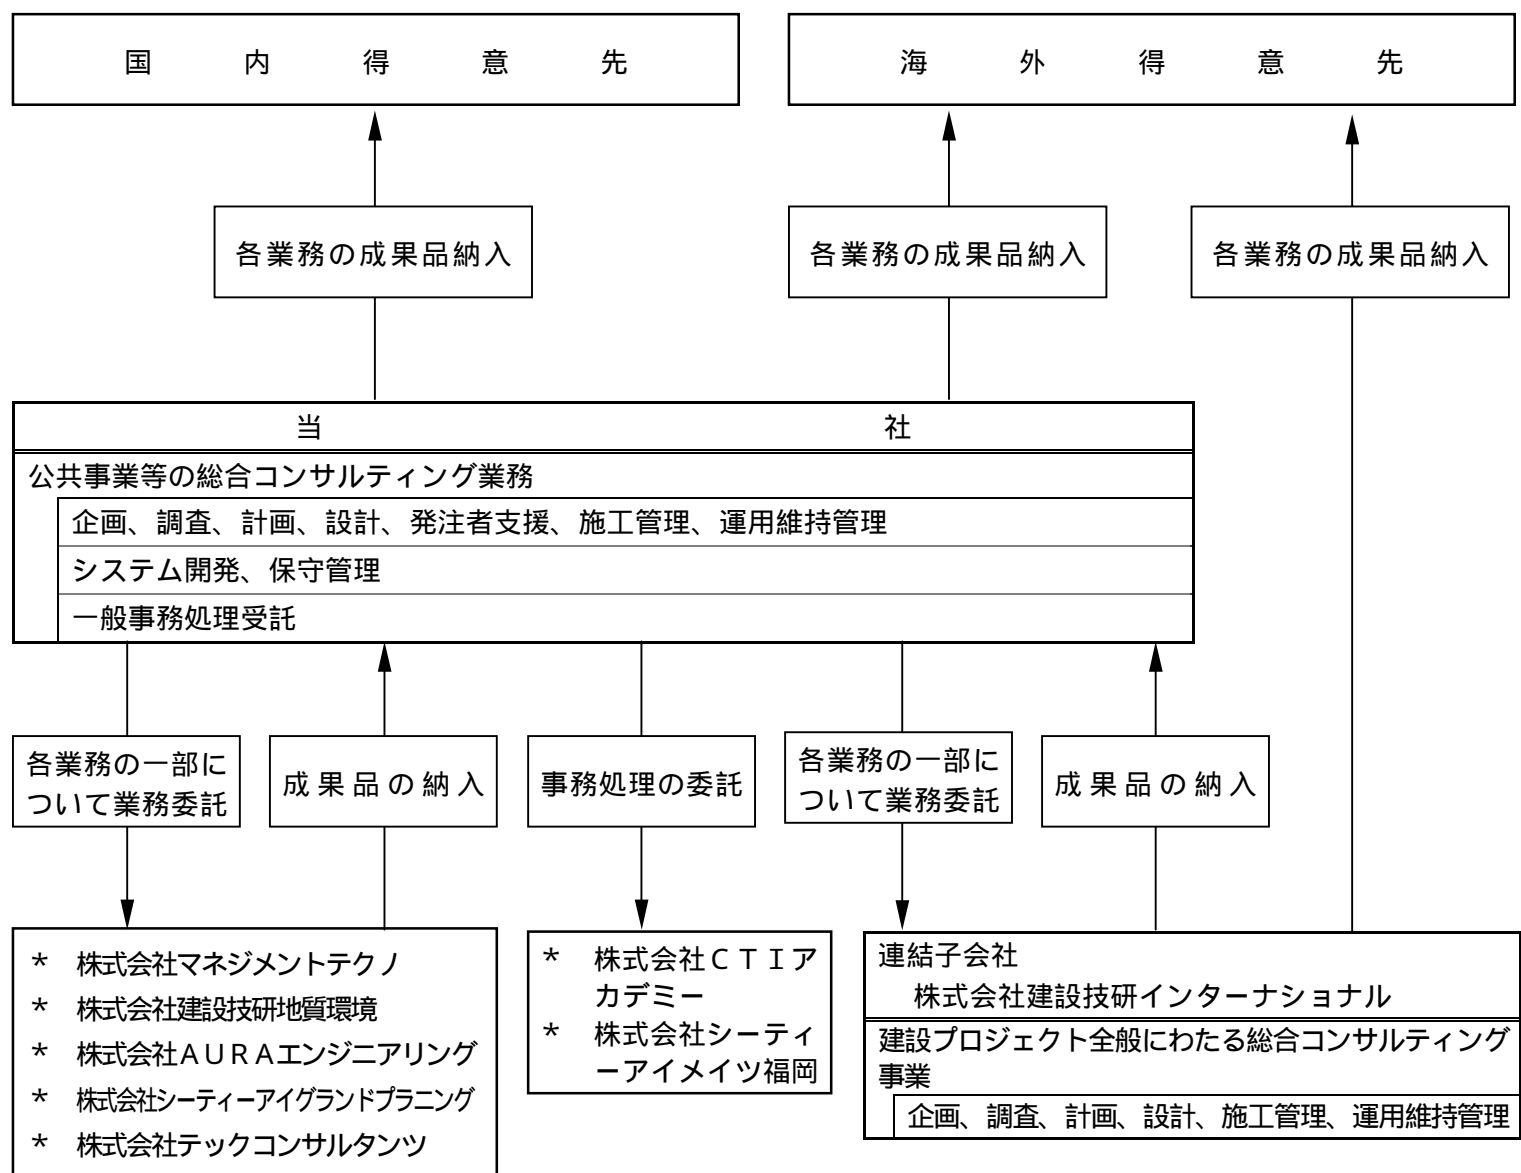 国内得意先
海外得意先
各業務の成果品納入
各業務の成果品納入
各業務の成果品納入
当社
公共事業等の総合コンサルティング業務
企画、調査、計画、設計、発注者支援、施工管理、運用維持管理
システム開発、保守管理
一般事務処理受託
各業務の一部に
ついて業務委託
成果品の納入
事務処理の委託
各業務の一部に
ついて業務委託
成果品の納入
* 株式会社マネジメントテクノ
* 株式会社建設技研地質環境
* 株式会社AURAエンジニアリング
* 株式会社シーティーアイグランドプラニング
* 株式会社テックコンサルタンツ
* 株式会社CTIア
カデミー
* 株式会社シーティ
ーアイメイツ福岡
連結子会社
株式会社建設技研インターナショナル
建設プロジェクト全般にわたる総合コンサルティング
事業
企画、調査、計画、設計、施工管理、運用維持管理